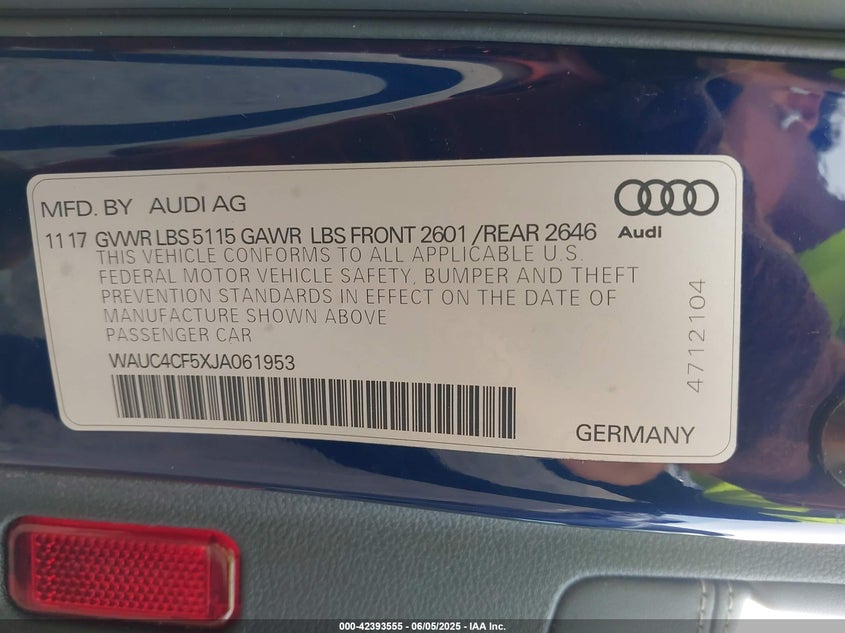 MFD. BY AUDI AG
11 17 GVWR LBS 5115 GAWR LBS FRONT 2601 /REAR 2646
Audi
THIS VEHICLE CONFORMS TO ALL APPLICABLE U.S.
FEDERAL MOTOR VEHICLE SAFETY, BUMPER AND THEFT
PREVENTION STANDARDS IN EFFECT ON THE DATE OF
MANUFACTURE SHOWN ABOVE
PASSENGER CAR
WAUC4CF5XJA061953
4712104
GERMANY
000-42393555 - 06/05/2025 - IAA Inc.